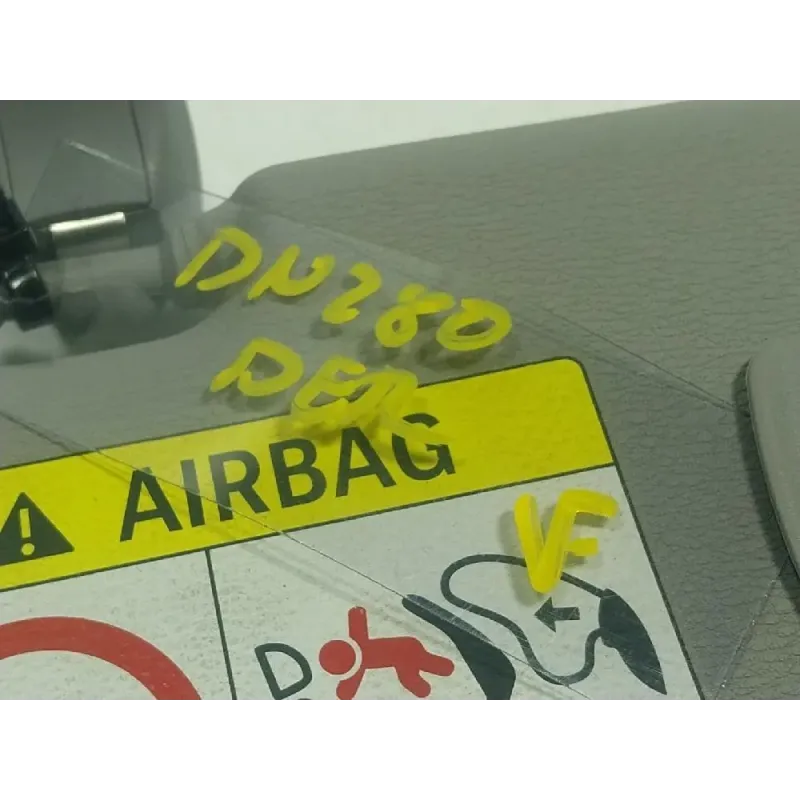 DN280
DER
AIRBAG
VF
D